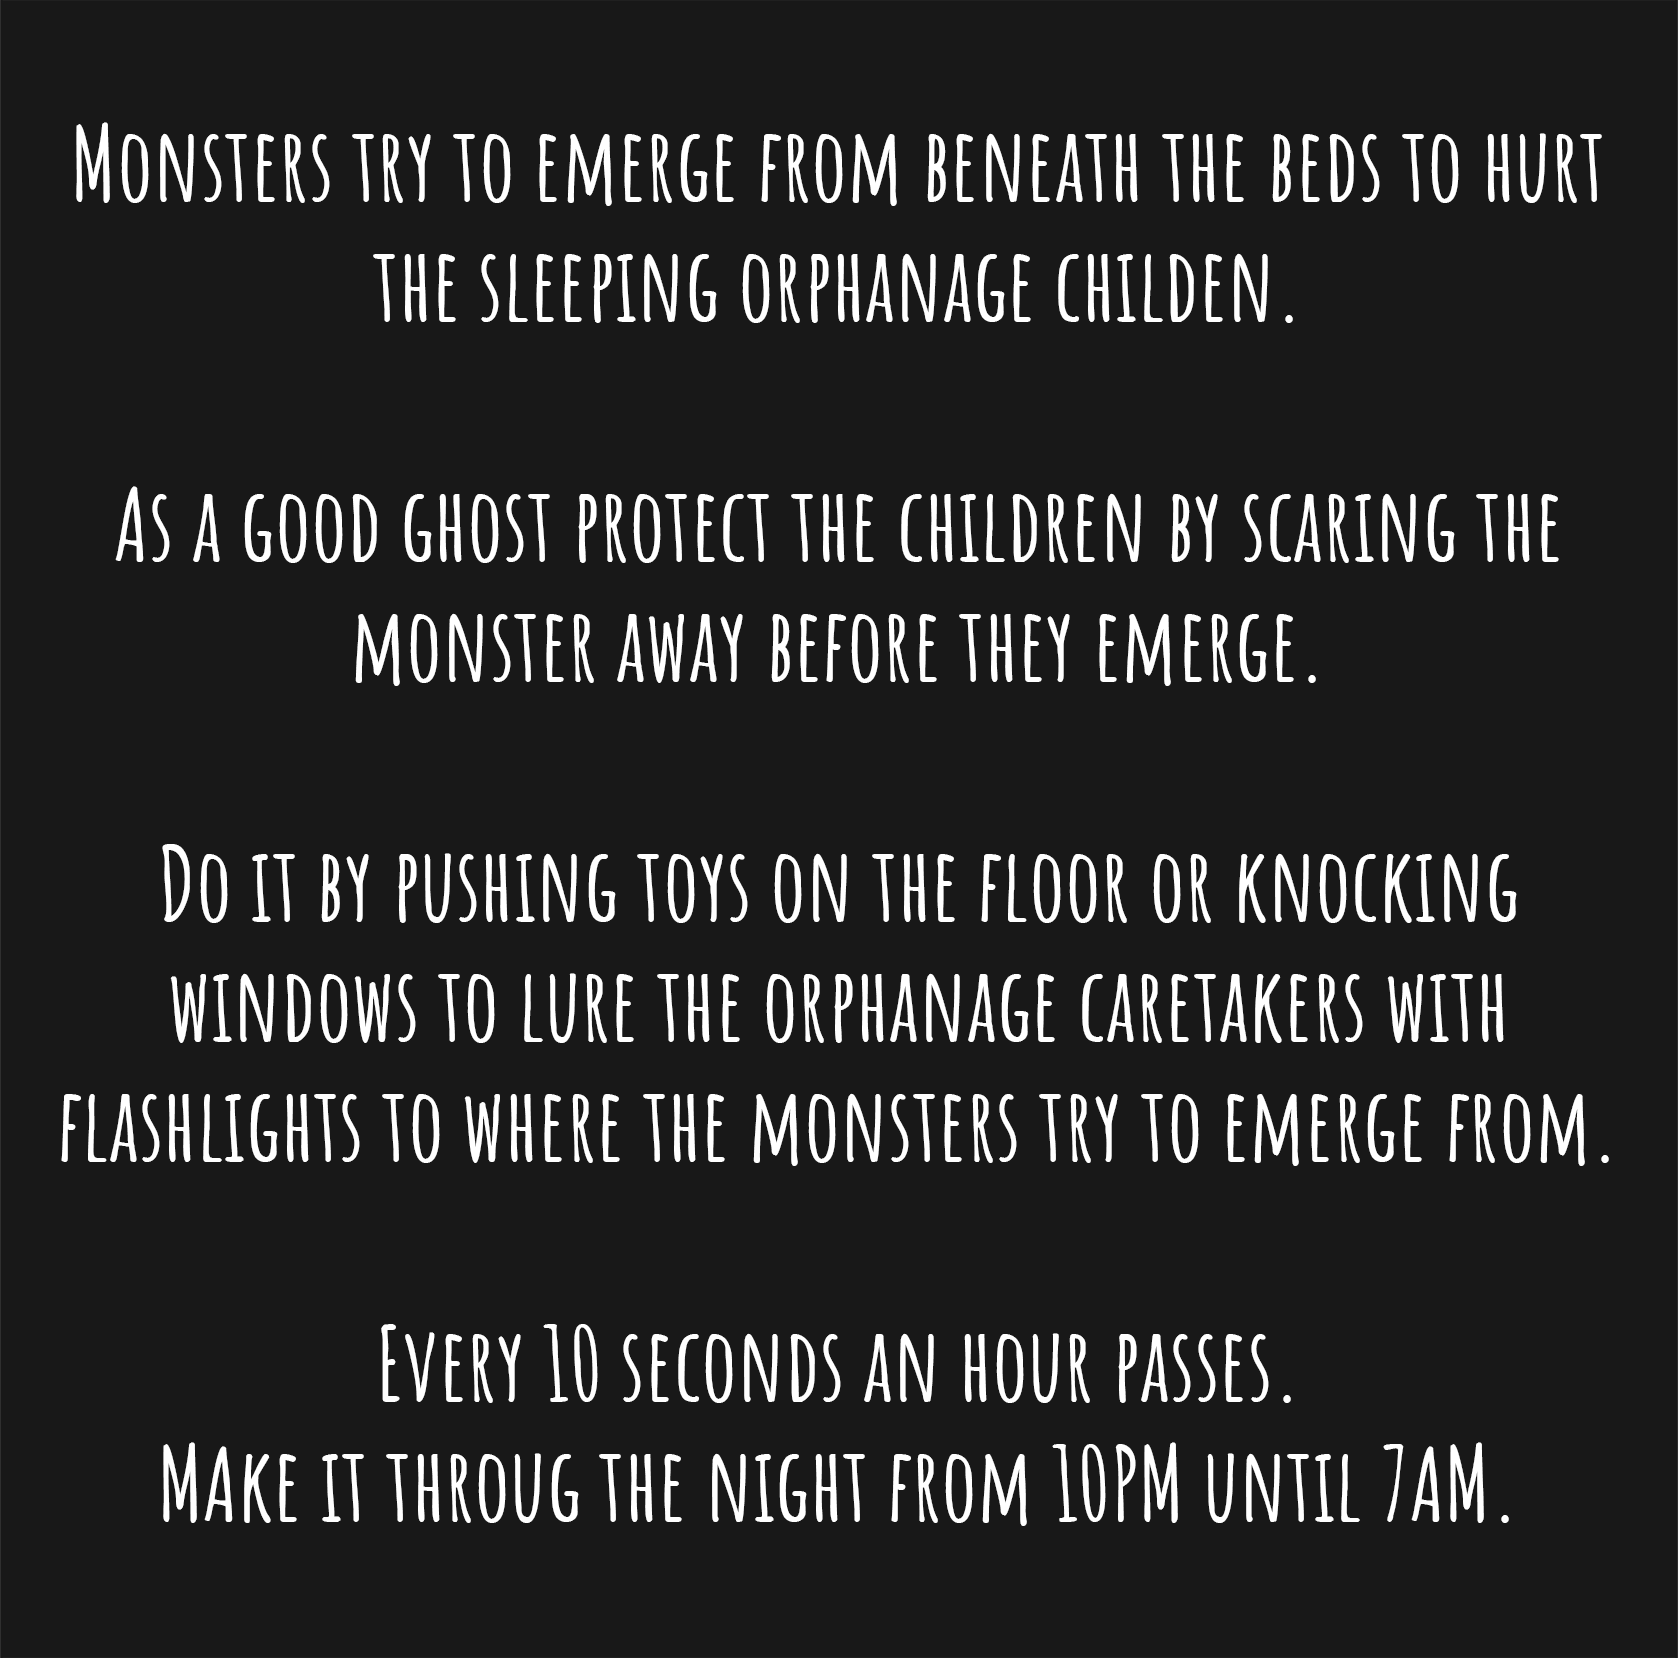 Monsters try to emerge from beneath the beds to hurt
the sleeping orphanage childen.
As a good ghost protect the children by scaring the
monster away before they emerge.
Do it by pushing toys on the floor or knocking
windows to lure the orphanage caretakers with
flashlights to where the monsters try to emerge from.
Every 10 seconds an hour passes.
Make it throug the night from 10PM until 7AM.